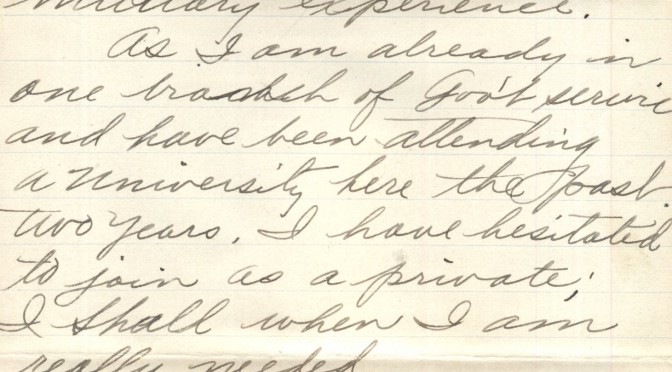 military experience.
As I am already in
one branch of Gov't servic
and have been attending
a University here the past
two years, I have hesitated
to join as a private;
I shall when I am
really needed